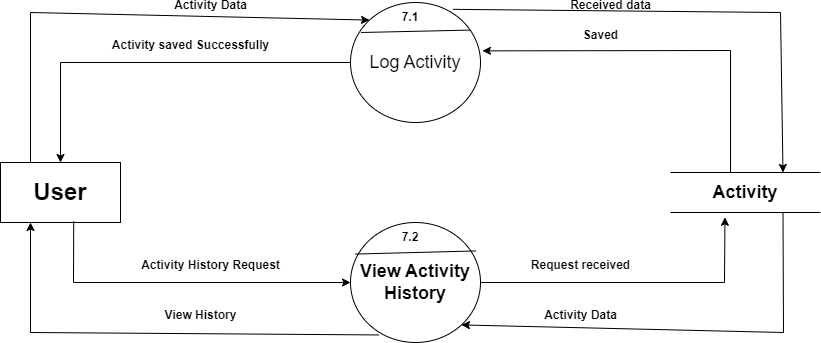 Activity Data
7.1
Received data
Activity saved Successfully
Saved
Log Activity
User
Activity
7.2
Activity History Request
View Activity
History
Request received
View History
Activity Data